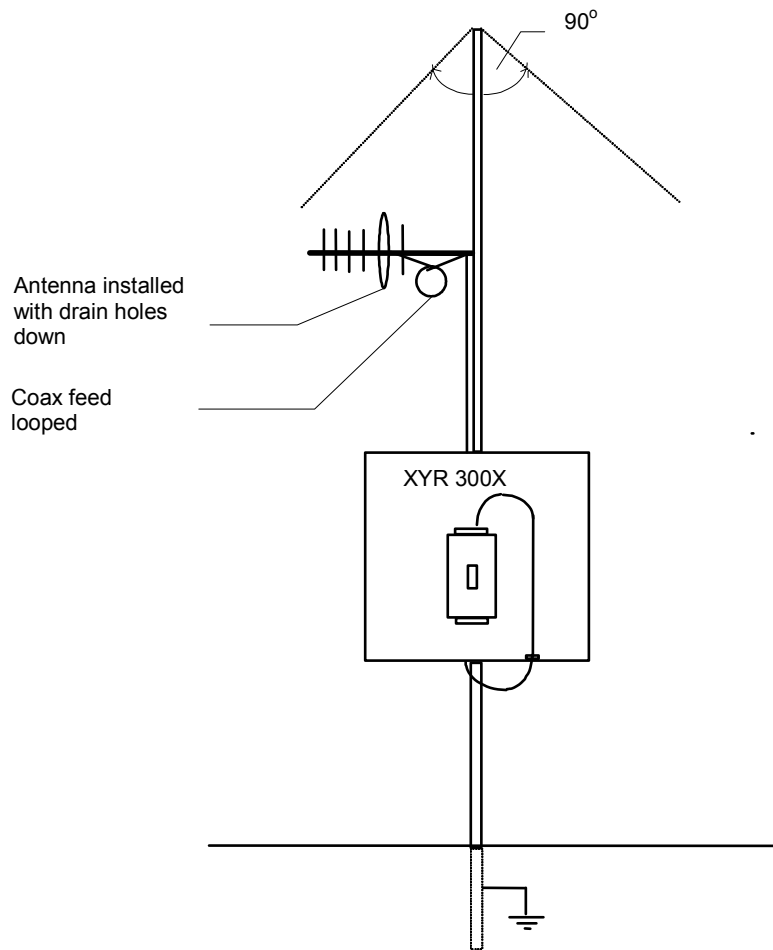 90°
Antenna installed
with drain holes
down
Coax feed
looped
XYR 300X